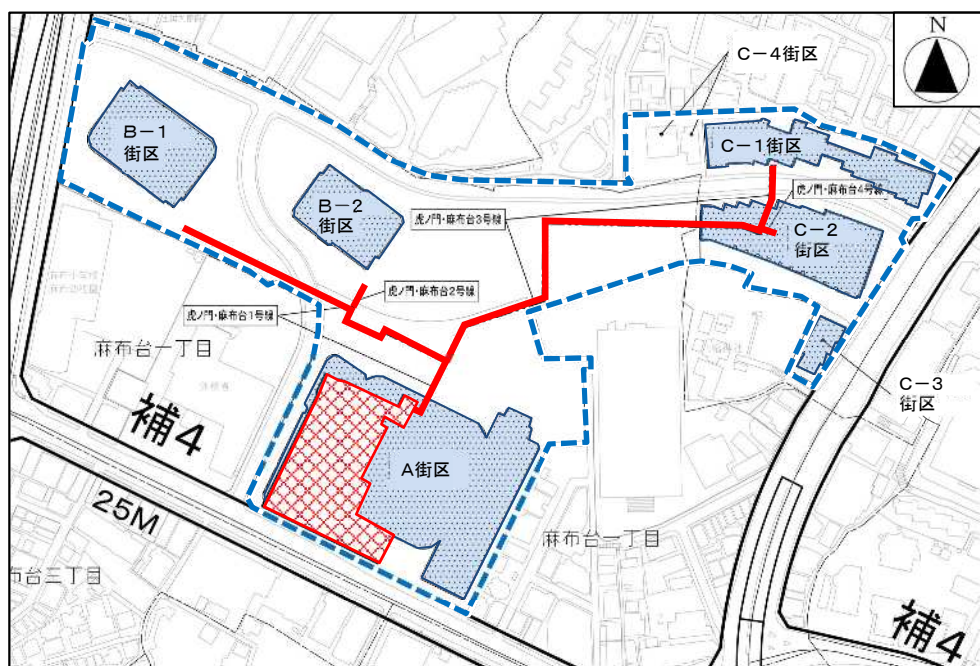 N
C-4街区
B-1
街区
C-1街区
虎ノ門・麻布台4号線
B-2
街区
虎ノ門・麻布台3号線
C-2
街区
虎ノ門・麻布台2号線
虎ノ門・麻布台1号線
麻布台一丁目
C-3
街区
補4
A街区
25M
麻布台一丁目
布台三丁目
補4